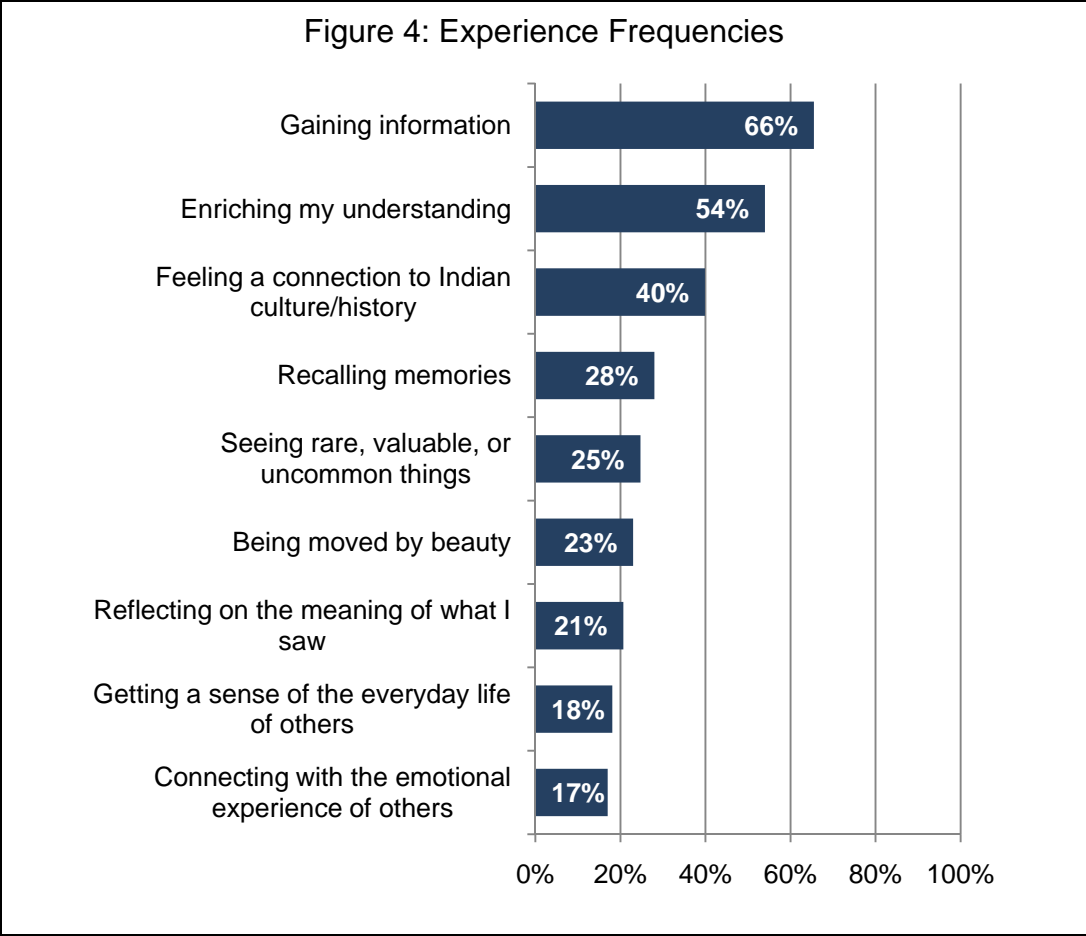 Figure 4: Experience Frequencies
Gaining information
66%
Enriching my understanding
54%
Feeling a connection to Indian
culture/history
40%
Recalling memories
28%
Seeing rare, valuable, or
uncommon things
25%
Being moved by beauty
23%
Reflecting on the meaning of what I
saw
21%
Getting a sense of the everyday life
of others
18%
Connecting with the emotional
experience of others
17%
0% 20% 40% 60% 80% 100%